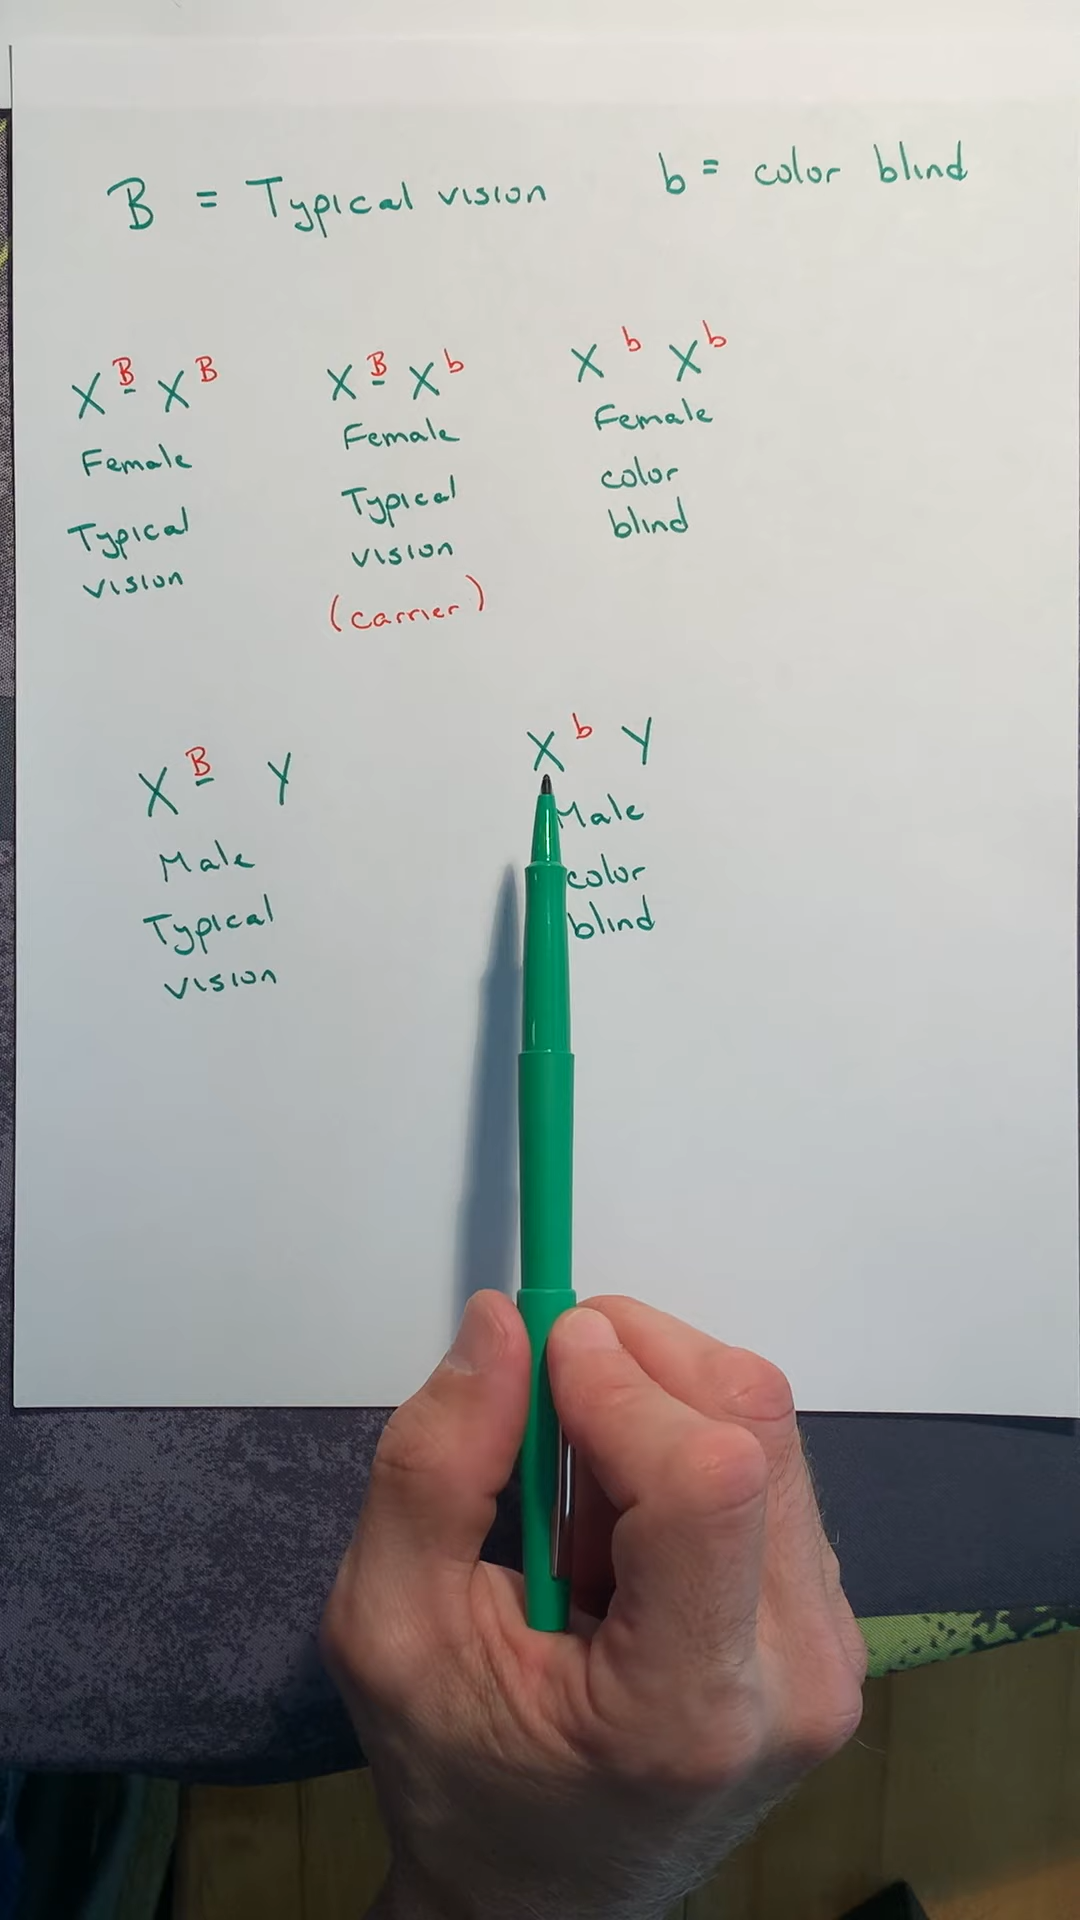 B = Typical vision
b = color blind
X^B X^B
Female
Typical
vision
X^B X^b
Female
Typical
vision
(carrier)
X^b X^b
Female
color
blind
X^B Y
Male
Typical
vision
X^b Y
Male
color
blind